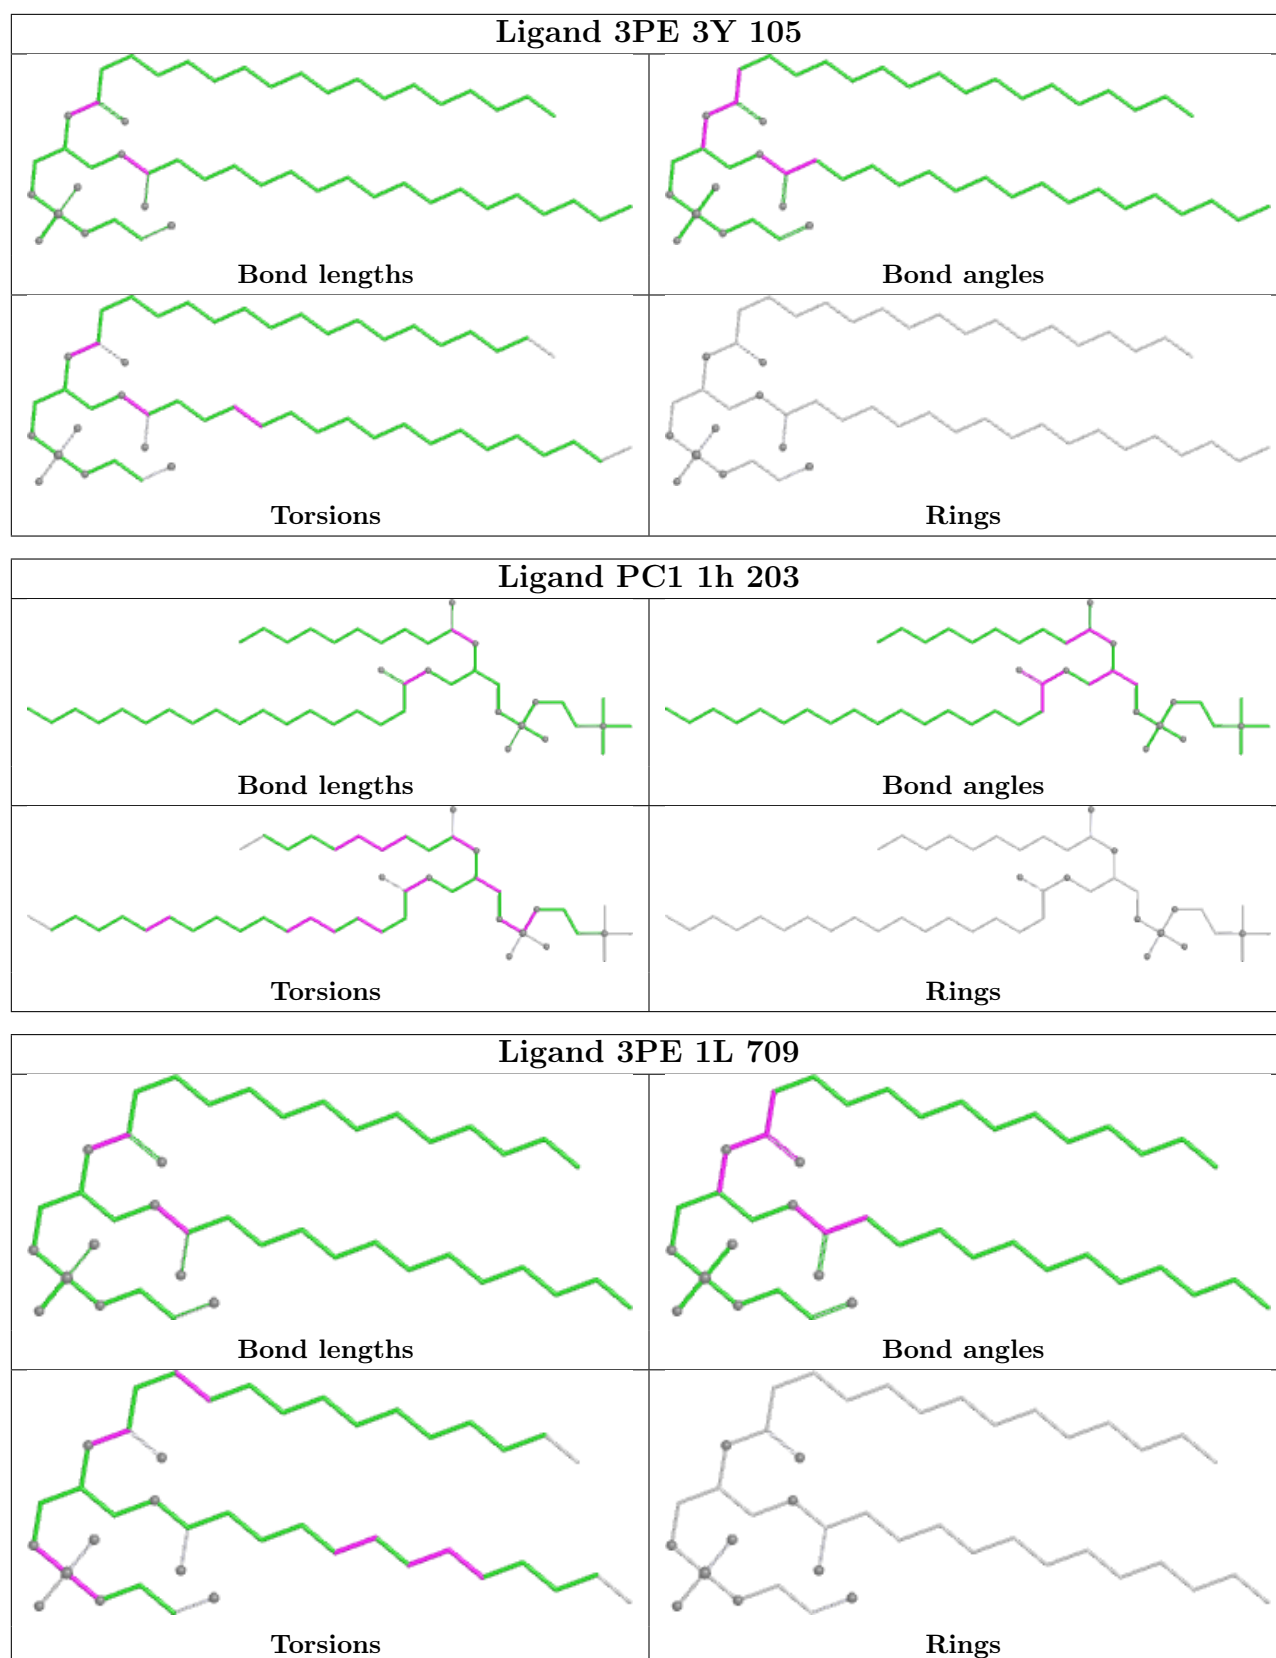 Ligand 3PE 3Y 105
Bond lengths
Bond angles
Torsions
Rings
Ligand PC1 1h 203
Bond lengths
Bond angles
Torsions
Rings
Ligand 3PE 1L 709
Bond lengths
Bond angles
Torsions
Rings